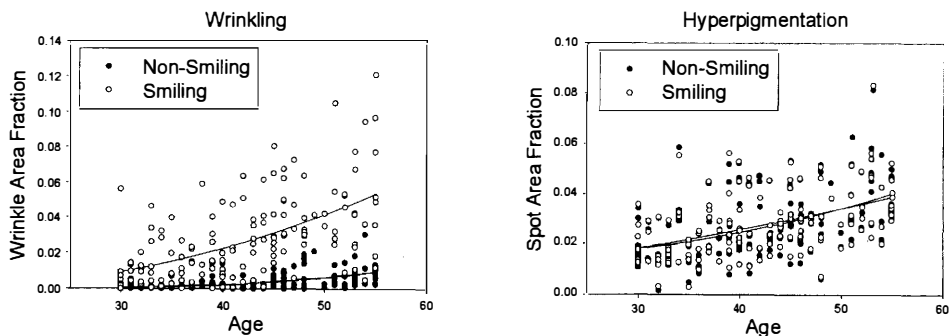 Wrinkling
0.14
0.12
0.10
0.08
0.06
0.04
0.02
0.00
Wrinkle Area Fraction
Non-Smiling
Smiling
30
40
50
60
Age
Hyperpigmentation
0.10
0.08
0.06
0.04
0.02
0.00
Spot Area Fraction
Non-Smiling
Smiling
30
40
50
60
Age